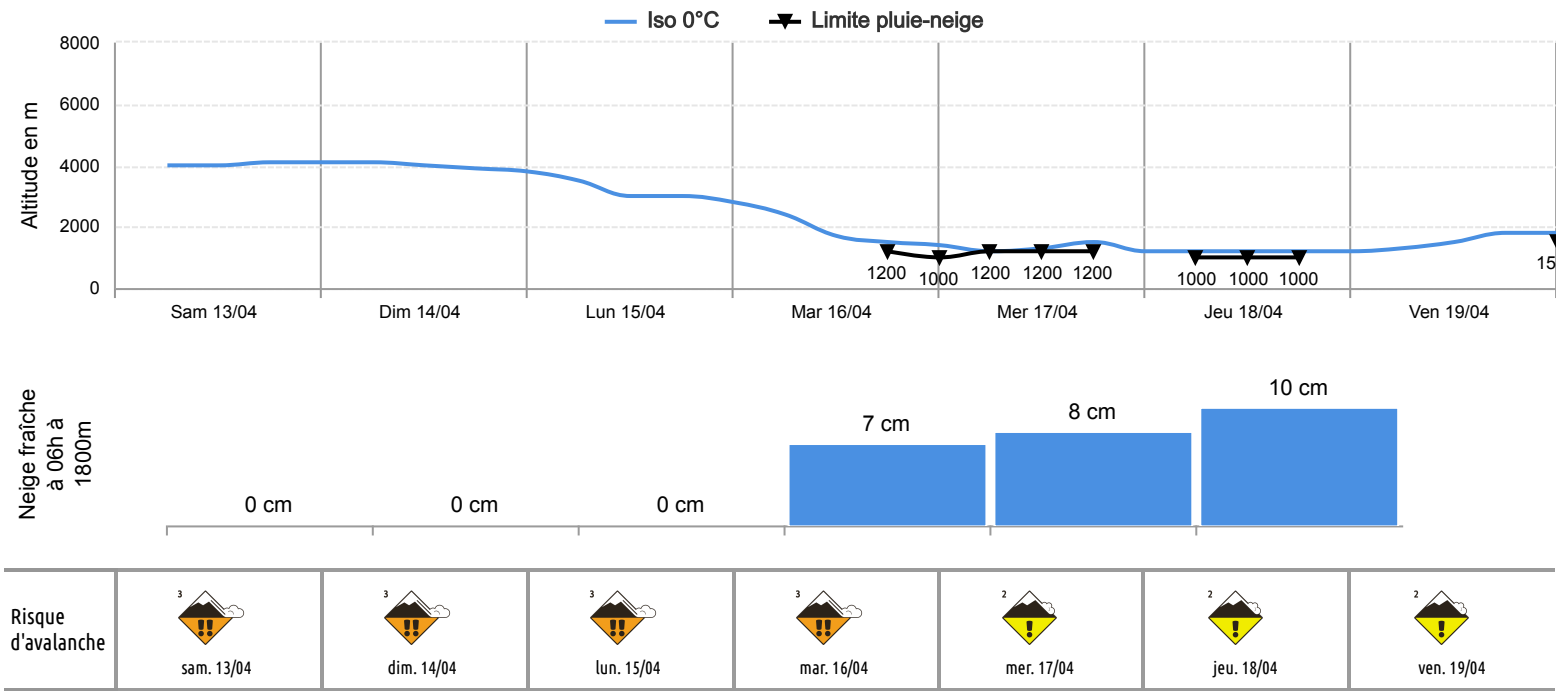 Iso 0°C
Limite pluie-neige
Altitude en m
8000
6000
4000
2000
0
1200
1000
1200
1200
1200
1000
1000
1000
15
Sam 13/04
Dim 14/04
Lun 15/04
Mar 16/04
Mer 17/04
Jeu 18/04
Ven 19/04
Neige fraîche
à 06h à
1800m
0 cm
0 cm
0 cm
7 cm
8 cm
10 cm
Risque
d'avalanche
3
3
3
3
2
2
2
!!
!!
!!
!!
!
!
!
sam. 13/04
dim. 14/04
lun. 15/04
mar. 16/04
mer. 17/04
jeu. 18/04
ven. 19/04